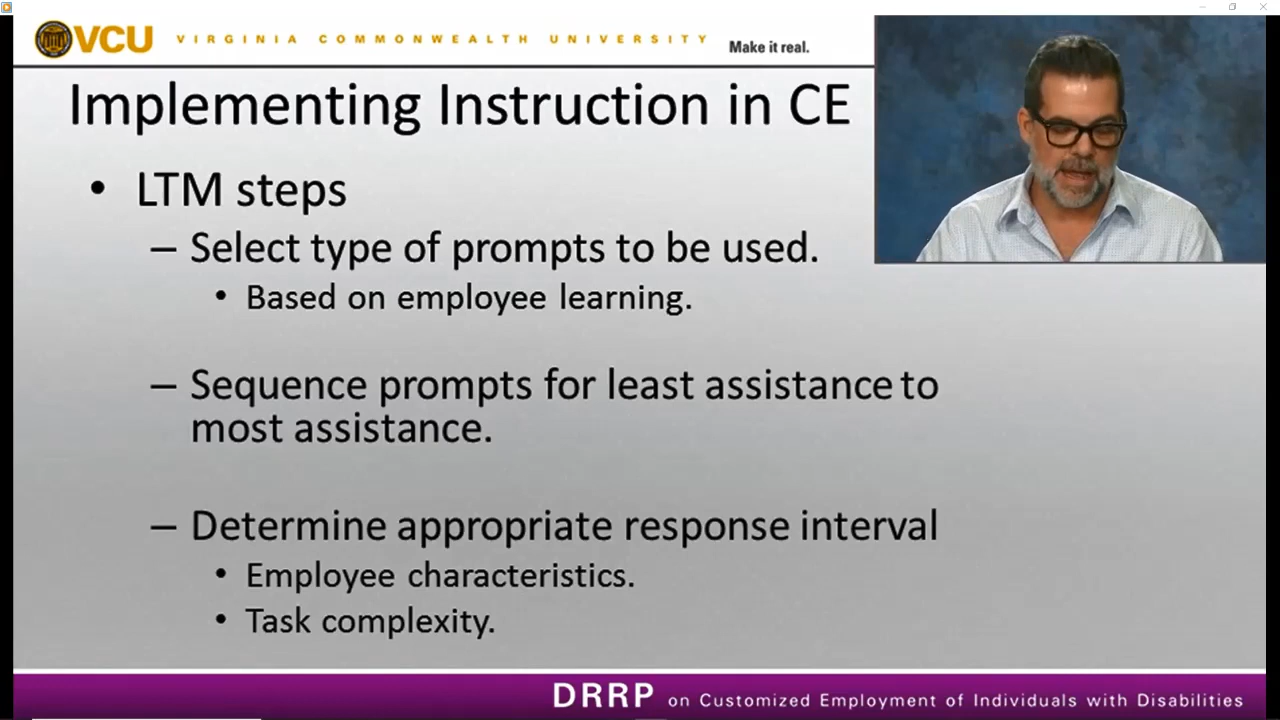 VCU VIRGINIA COMMONWEALTH UNIVERSITY Make it real.
Implementing Instruction in CE
• LTM steps
– Select type of prompts to be used.
• Based on employee learning.
– Sequence prompts for least assistance to
most assistance.
– Determine appropriate response interval
• Employee characteristics.
• Task complexity.
DRRP on Customized Employment of Individuals with Disabilities